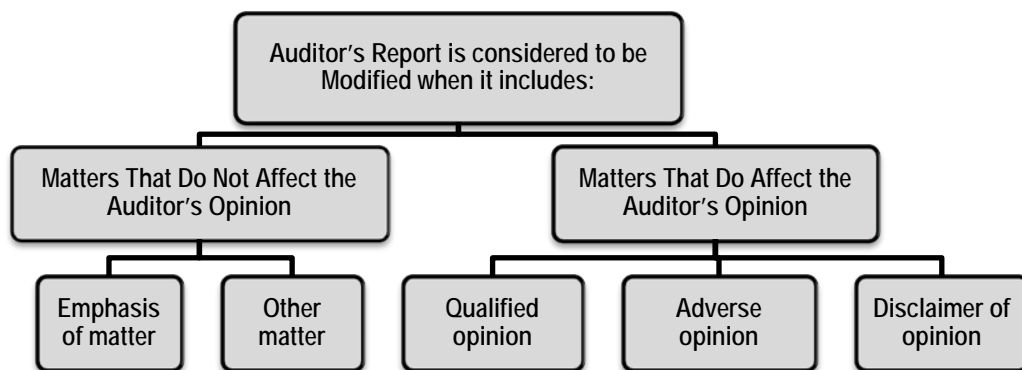 Auditor’s Report is considered to be
Modified when it includes:
Matters That Do Not Affect the
Auditor’s Opinion
Matters That Do Affect the
Auditor’s Opinion
Emphasis
of matter
Other
matter
Qualified
opinion
Adverse
opinion
Disclaimer of
opinion